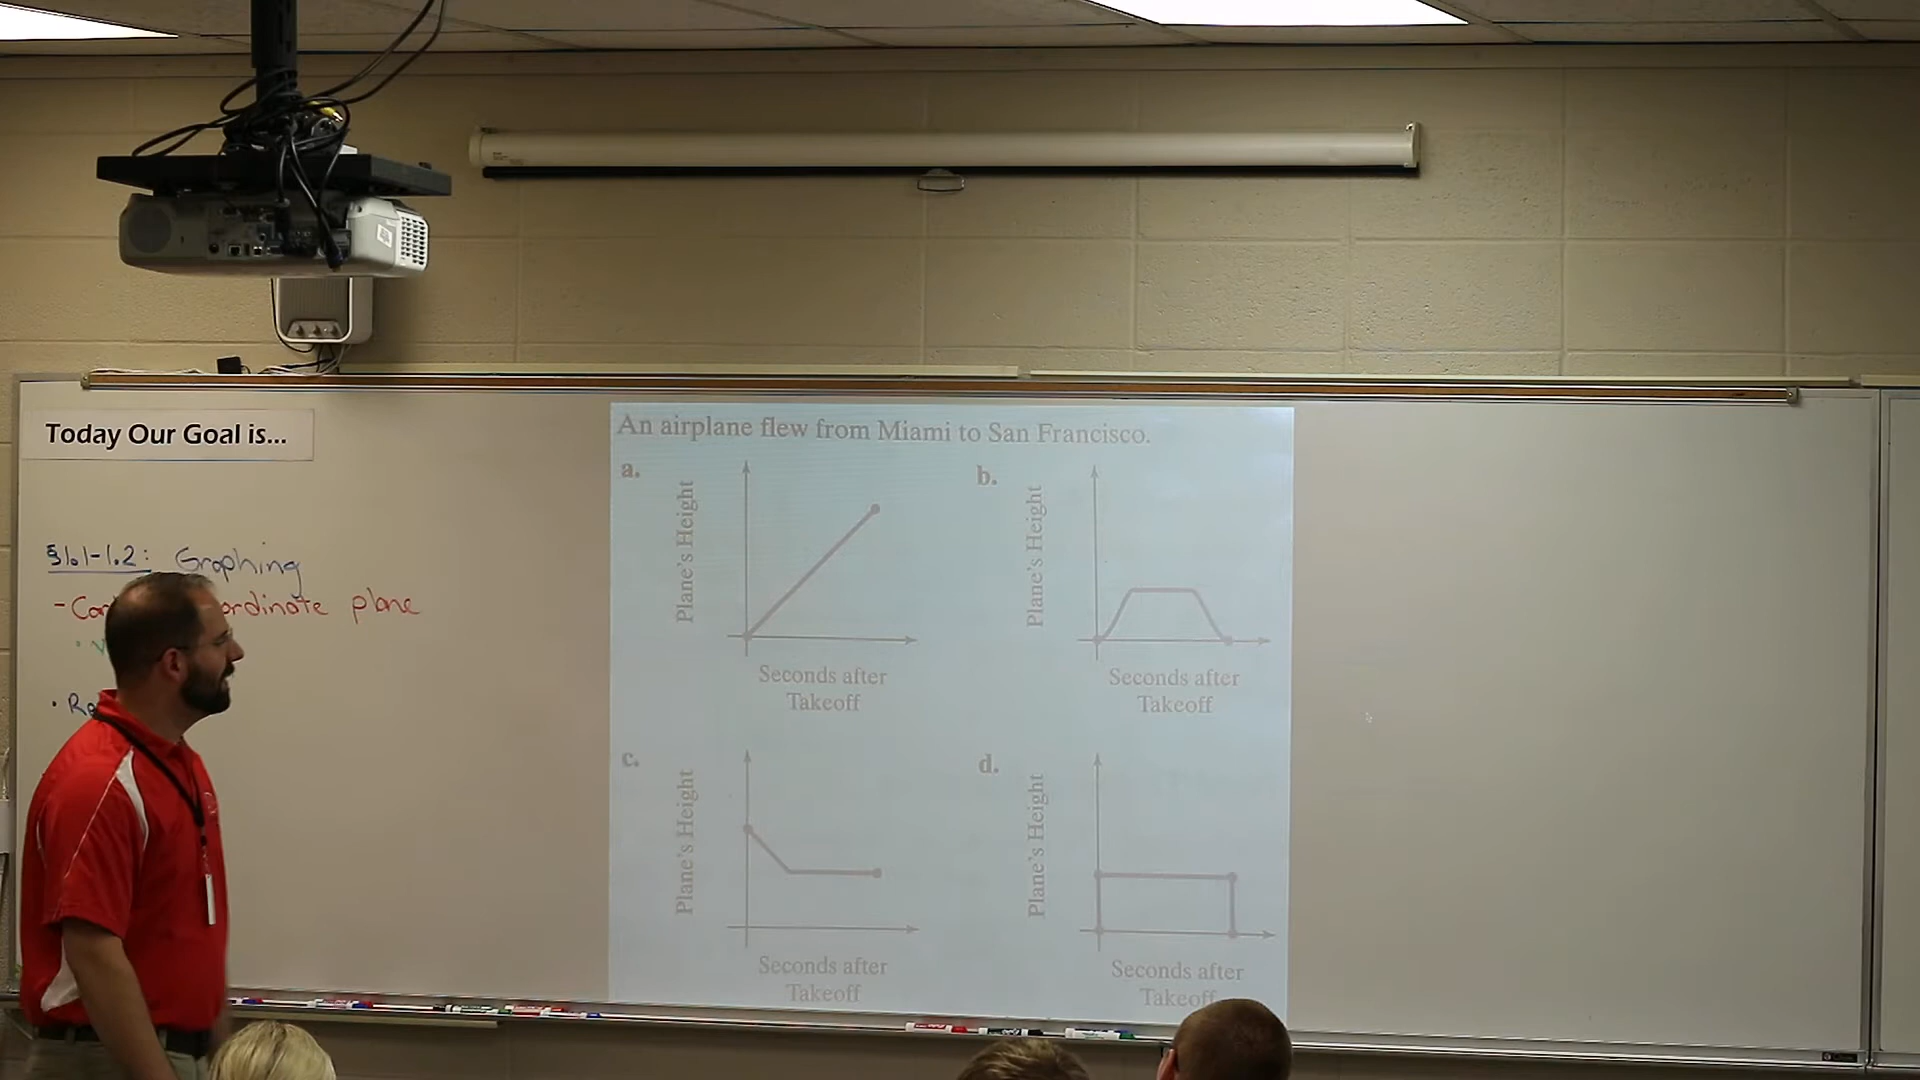 Today Our Goal is...
§1.1-1.2: Graphing
ordinate plane
An airplane flew from Miami to San Francisco.
a.
Plane's Height
Seconds after
Takeoff
b.
Plane's Height
Seconds after
Takeoff
c.
Plane's Height
Seconds after
Takeoff
d.
Plane's Height
Seconds after
Takeoff